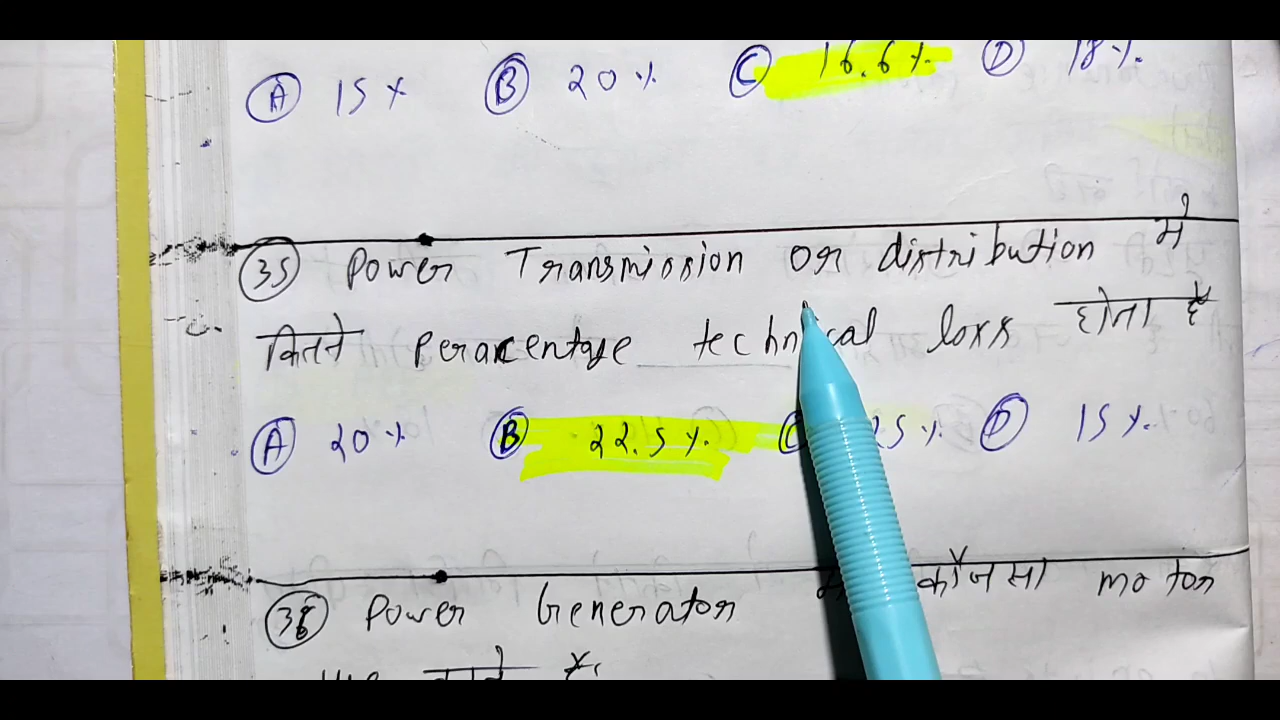 Ⓐ 15% Ⓑ 20% Ⓒ 16.6% Ⓓ 18%.
㉟ Power Transmission or distribution में
कितने Perarcentage technical loss होता है
Ⓐ 20% Ⓑ 22.5% Ⓒ 25% Ⓓ 15%.
㊱ Power Generator कौनसा motor